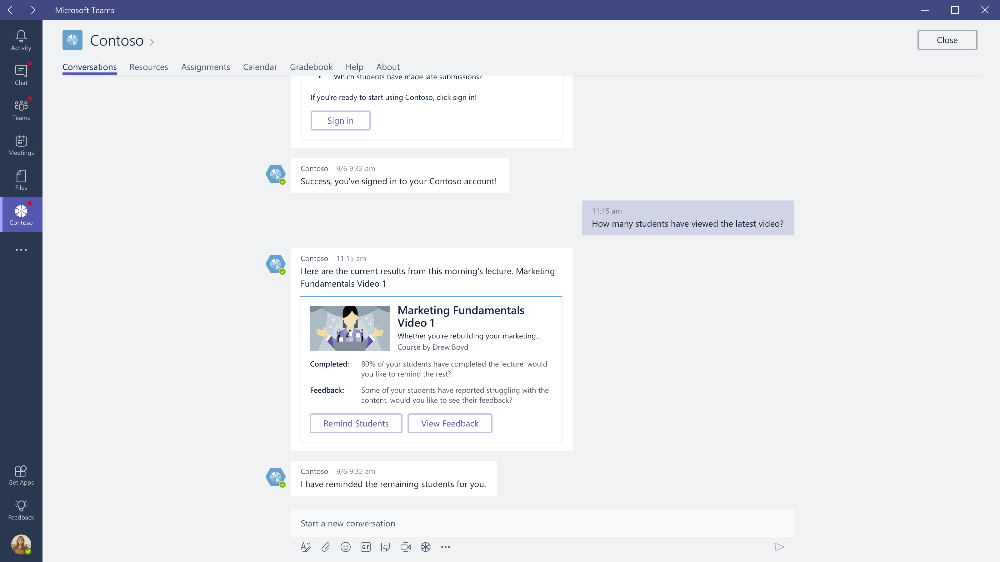 Microsoft Teams
Activity
Chat
Teams
Meetings
Files
Contoso
Get Apps
Feedback
Contoso
Close
Conversations Resources Assignments Calendar Gradebook Help About
• Which students have made late submissions?
If you're ready to start using Contoso, click sign in!
Sign in
Contoso 9/6 9:32 am
Success, you've signed in to your Contoso account!
11:15 am
How many students have viewed the latest video?
Contoso 11:15 am
Here are the current results from this morning's lecture, Marketing
Fundamentals Video 1
Marketing Fundamentals
Video 1
Whether you're rebuilding your marketing...
Course by Drew Boyd
Completed: 80% of your students have completed the lecture, would
you like to remind the rest?
Feedback: Some of your students have reported struggling with the
content, would you like to see their feedback?
Remind Students View Feedback
Contoso 9/6 9:32 am
I have reminded the remaining students for you.
Start a new conversation
GIF